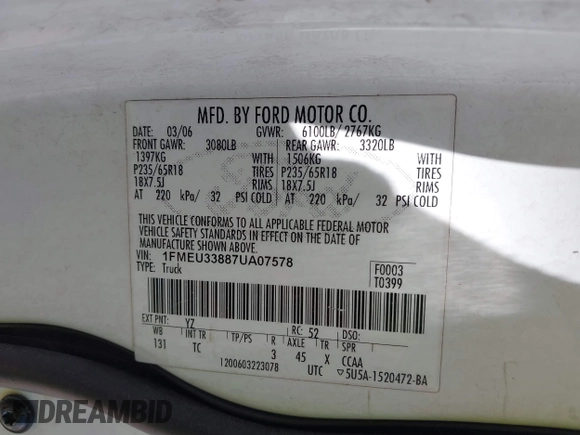 MFD. BY FORD MOTOR CO.
DATE: 03/06 GVWR: 6100LB/ 2767KG
FRONT GAWR: 3080LB REAR GAWR: 3320LB
1397KG WITH 1506KG WITH
P235/65R18 TIRES P235/65R18 TIRES
18X7.5J RIMS 18X7.5J RIMS
AT 220 kPa/ 32 PSI COLD AT 220 kPa/ 32 PSI COLD
THIS VEHICLE CONFORMS TO ALL APPLICABLE FEDERAL MOTOR
VEHICLE SAFETY STANDARDS IN EFFECT ON THE DATE OF
MANUFACTURE SHOWN ABOVE.
VIN: 1FMEU33887UA07578
TYPE: Truck
F0003
T0399
EXT PNT: YZ RC: 52 DSO:
WB INT TR TP/PS R AXLE TR SPR
131 TC 3 45 X CCAA
1200603223078 UTC ▽5U5A-1520472-BA
DREAMBID